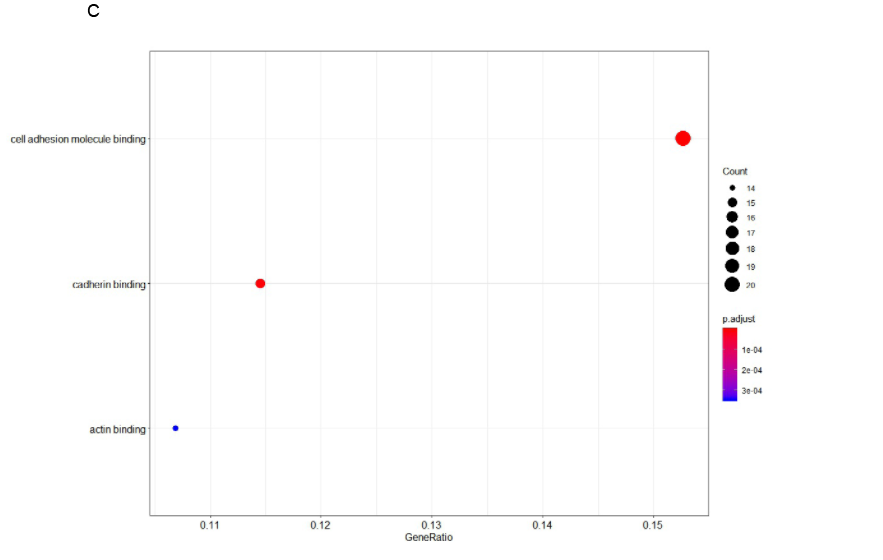 C
cell adhesion molecule binding
cadherin binding
actin binding
0.11 0.12 0.13 0.14 0.15
GeneRatio
Count
14
15
16
17
18
19
20
p.adjust
1e-04
2e-04
3e-04